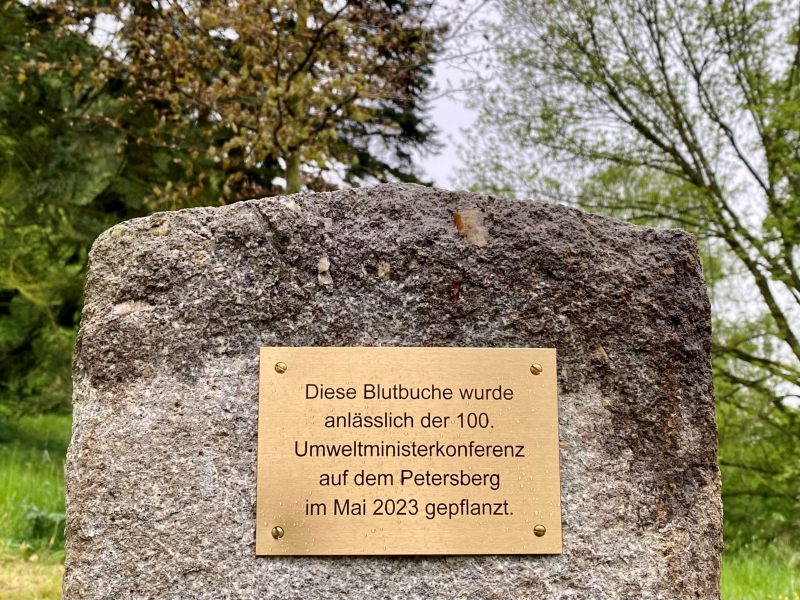 Diese Blutbuche wurde
anlässlich der 100.
Umweltministerkonferenz
auf dem Petersberg
im Mai 2023 gepflanzt.